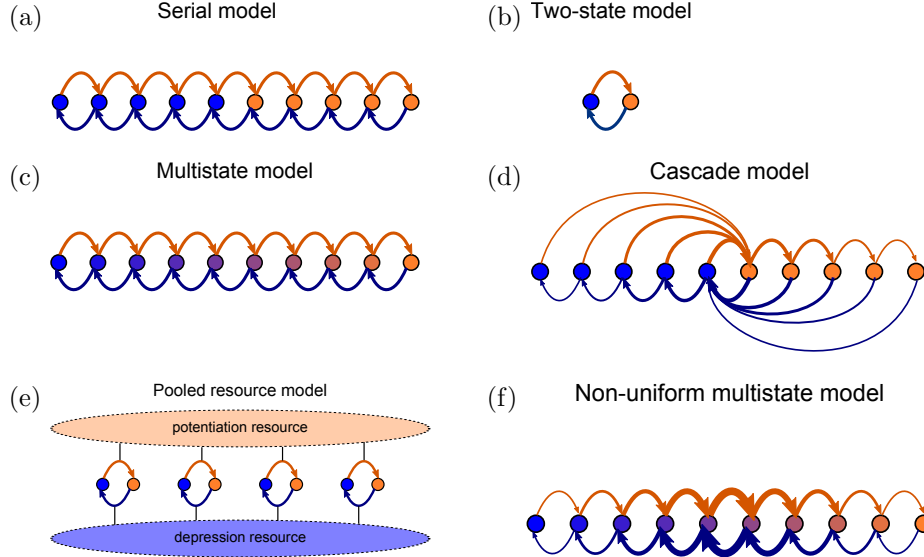 (a) Serial model
(b) Two-state model
(c) Multistate model
(d) Cascade model
(e) Pooled resource model
potentiation resource
depression resource
(f) Non-uniform multistate model